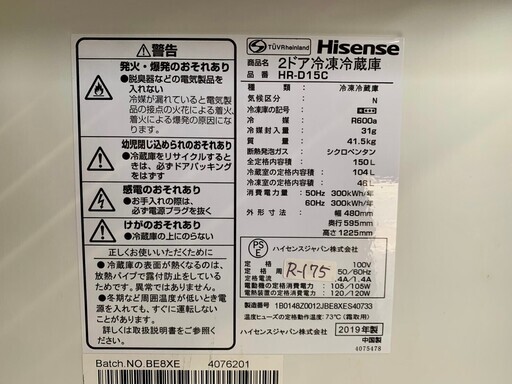 ⚠警告
発火・爆発のおそれあり
●脱臭器などの電気製品を
入れない
冷媒が漏れていると電気製
品の接点の火花による着火、
着火、爆発の原因に
なります。
幼児閉じ込められのおそれあり
●冷蔵庫をリサイクルする
ときは、必ずドアパッキング
をはずす
感電のおそれあり
●お手入れの際は、
必ず電源プラグを抜く
けがのおそれあり
●冷蔵庫の上にのらない
正しくお使いいただくために
●冷蔵庫の表面が熱くなるのは、
放熱パイプで露付防止をしている
ためです。
●冬期など周囲温度が低いとき電
源が入っていても、圧縮機は
すぐに運転しないことがあります。
詳しくは、取扱説明書をご覧ください。
TÜVRheinland Hisense
商品名 2ドア冷凍冷蔵庫
品番 HR-D15C
種類 冷凍冷蔵庫
気候区分 N
冷凍庫の記号
冷媒 R600a
冷媒封入量 31g
質量 41.5kg
断熱発泡ガス シクロペンタン
全定格内容積 150L
冷蔵室の定格内容積 104L
冷凍室の定格内容積 46L
消費電力量 50Hz 300kWh/年
60Hz 300kWh/年
外形寸法 幅 480mm
奥行 595mm
高さ 1225mm
PS
E
ハイセンスジャパン株式会社
定格 100V
定格周 50/60Hz
定格電流 .4A/1.4A
電動機の定格消費電力 105/105W
電熱装置の定格消費電力 120/120W
R-175
製造番号 1B0148Z0012JBE8XES40733
温度ヒューズの定格動作温度:73℃(霜取用)
ハイセンスジャパン株式会社
2019年製
中国製
4075478
Batch.NO.BE8XE 4076201